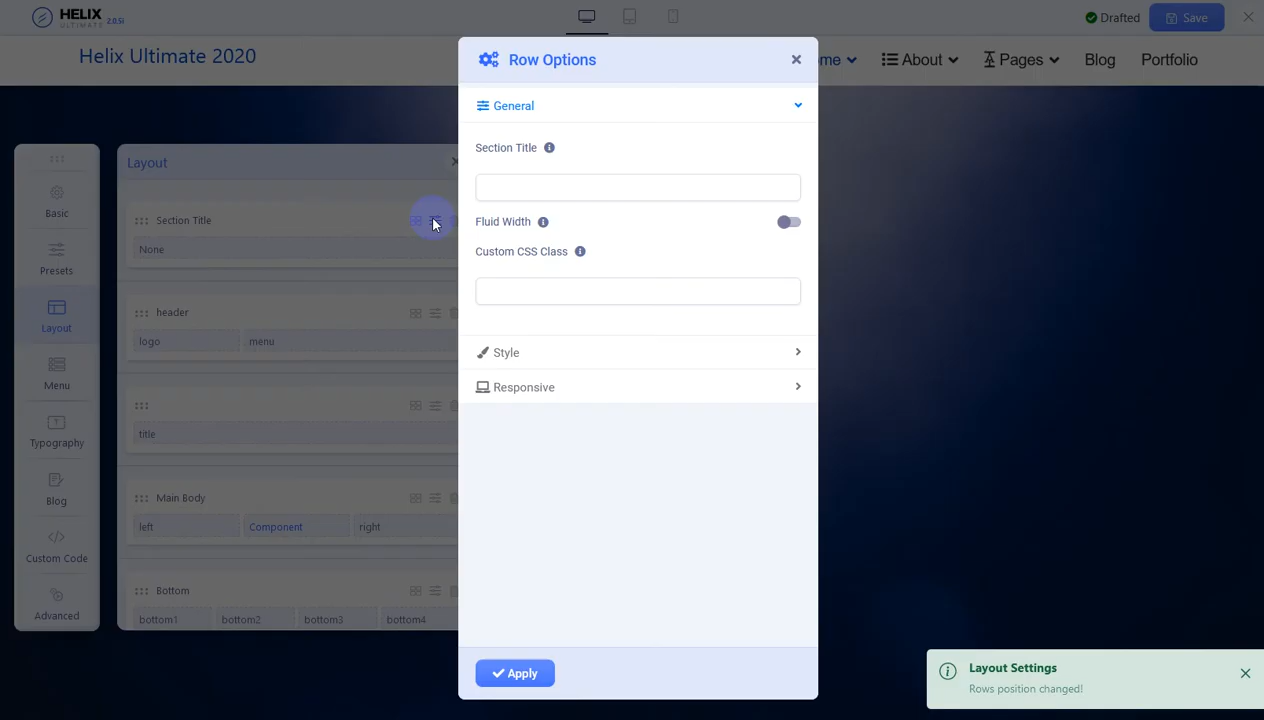 HELIX
ULTIMATE 2.0.5i
Drafted
Save
Helix Ultimate 2020
ome
About
Pages
Blog
Portfolio
Row Options
General
Section Title
Fluid Width
Custom CSS Class
Style
Responsive
Apply
Basic
Presets
Layout
Menu
Typography
Blog
Custom Code
Advanced
Layout
Section Title
None
header
logo menu
title
Main Body
left Component right
Bottom
bottom1 bottom2 bottom3 bottom4
Layout Settings
Rows position changed!